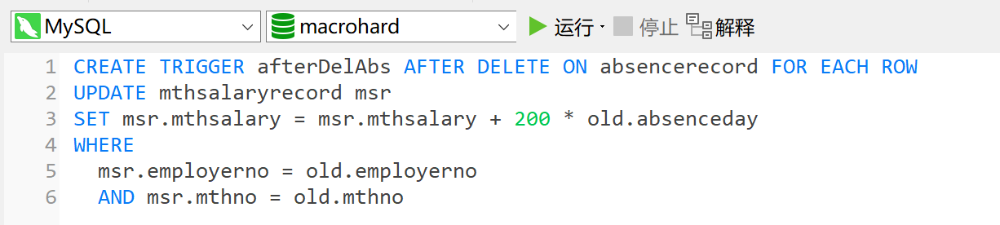 MySQL macrohard 运行 停止 解释
1 CREATE TRIGGER afterDelAbs AFTER DELETE ON absencerecord FOR EACH ROW
2 UPDATE mthsalaryrecord msr
3 SET msr.mthsalary = msr.mthsalary + 200 * old.absenceday
4 WHERE
5 msr.employerno = old.employerno
6 AND msr.mthno = old.mthno